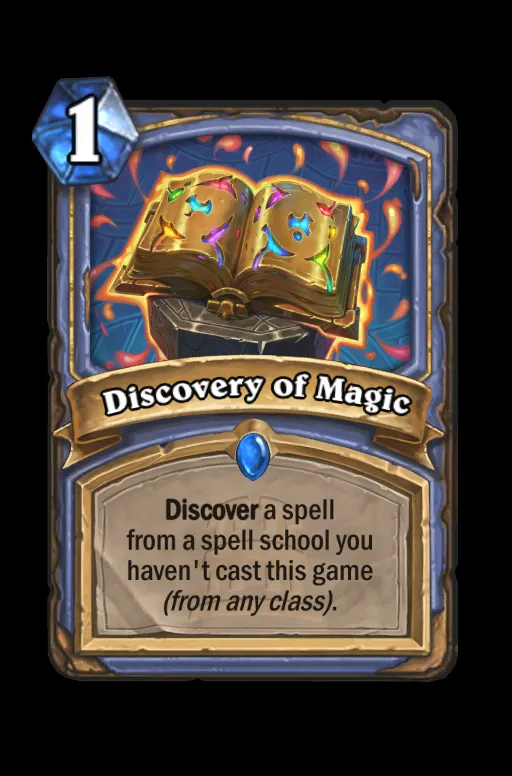 1
Discovery of Magic
Discover a spell
from a spell school you
haven't cast this game
(from any class).